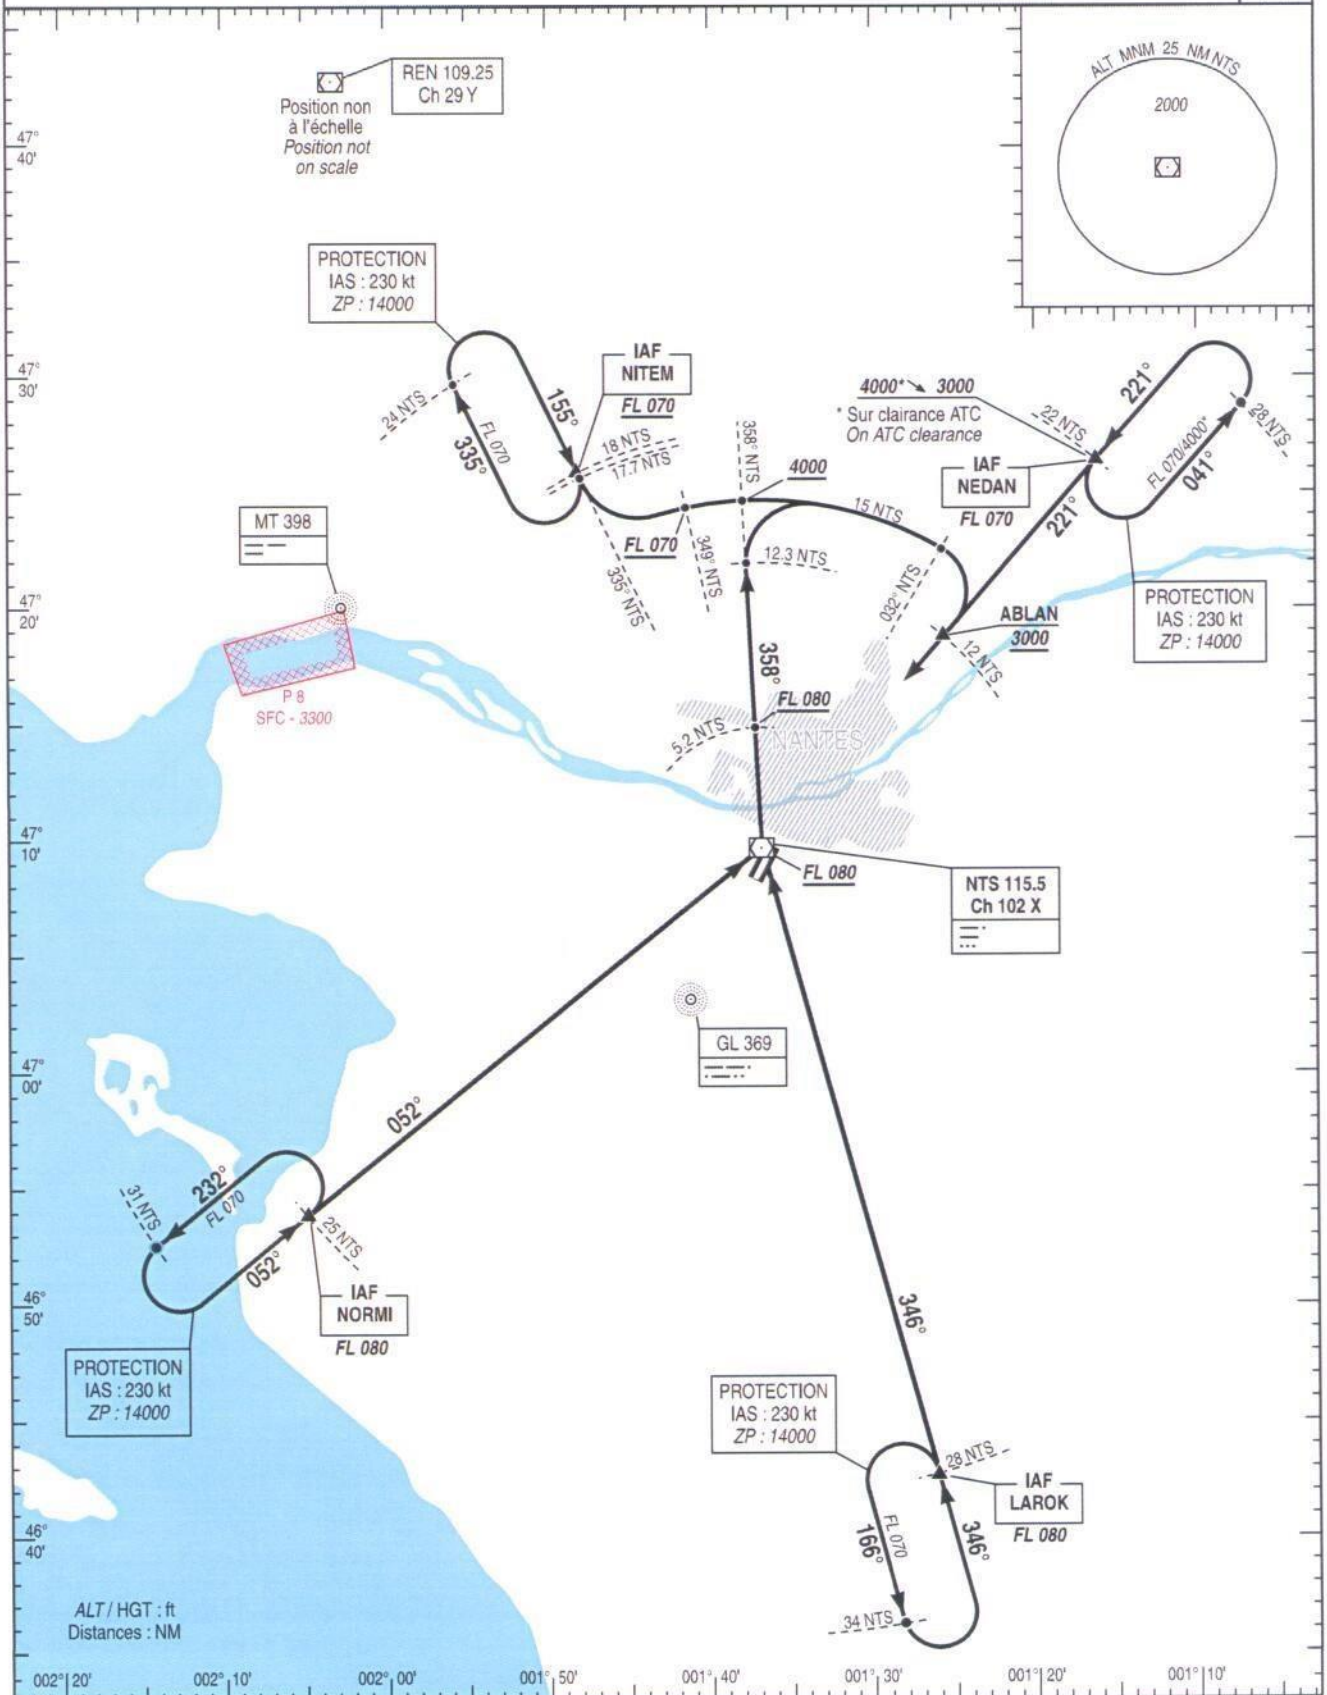 REN 109.25
Ch 29 Y
Position non
à l'échelle
Position not
on scale
ALT MNM 25 NM NTS
2000
47°
40'
PROTECTION
IAS : 230 kt
ZP : 14000
IAF
NITEM
FL 070
155°
FL 070
335°
24 NTS
18 NTS
17.7 NTS
47°
30'
4000* 3000
* Sur clairance ATC
On ATC clearance
22 NTS
221°
28 NTS
FL 070/4000*
041°
IAF
NEDAN
FL 070
221°
358° NTS
4000
15 NTS
FL 070
349° NTS
335° NTS
12.3 NTS
032° NTS
MT 398
47°
20'
ABLAN
3000
12 NTS
PROTECTION
IAS : 230 kt
ZP : 14000
P 8
SFC - 3300
358°
FL 080
5.2 NTS
NANTES
47°
10'
FL 080
NTS 115.5
Ch 102 X
GL 369
47°
00'
052°
232°
FL 070
31 NTS
25 NTS
052°
46°
50'
IAF
NORMI
FL 080
PROTECTION
IAS : 230 kt
ZP : 14000
346°
PROTECTION
IAS : 230 kt
ZP : 14000
28 NTS
IAF
LAROK
FL 080
FL 070
166°
346°
34 NTS
46°
40'
ALT / HGT : ft
Distances : NM
002°20' 002°10' 002°00' 001°50' 001°40' 001°30' 001°20' 001°10'